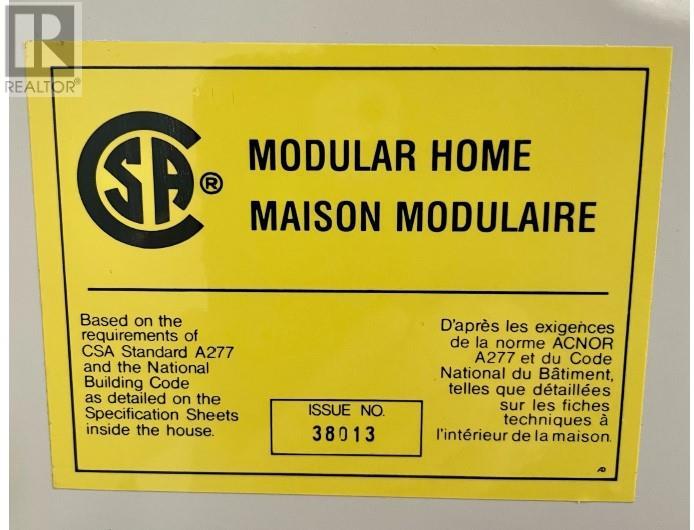 REALTOR®
CSA®
MODULAR HOME
MAISON MODULAIRE
Based on the
requirements of
CSA Standard A277
and the National
Building Code
as detailed on the
Specification Sheets
inside the house.
ISSUE NO.
38013
D'après les exigences
de la norme ACNOR
A277 et du Code
National du Bâtiment,
telles que détaillées
sur les fiches
techniques à
l'intérieur de la maison.